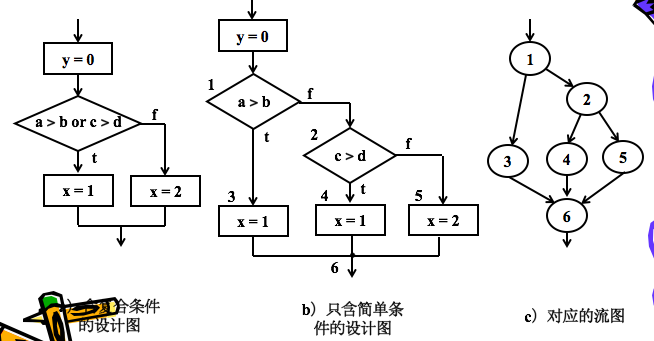 y = 0
a > b or c > d
f
t
x = 1
x = 2
合条件
的设计图
y = 0
1
a > b
f
t
2
c > d
f
t
3
x = 1
4
x = 1
5
x = 2
6
b）只含简单条
件的设计图
1
2
3
4
5
6
c）对应的流图